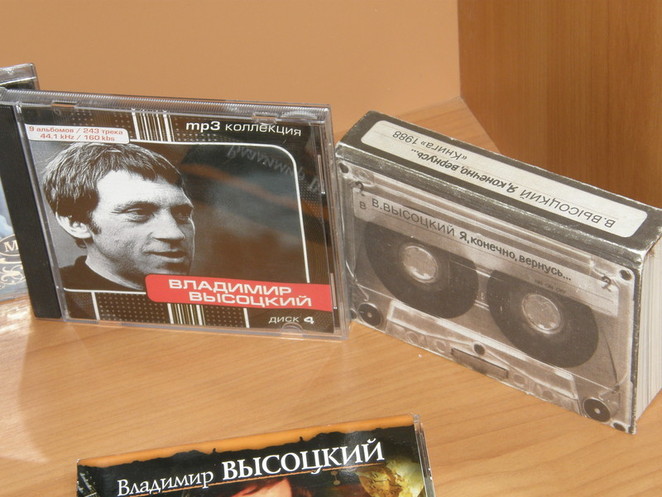 mp3 коллекция
9 альбомов / 243 трека
44.1 kHz / 160 kbs
ВЛАДИМИР
ВЫСОЦКИЙ
ДИСК 4
В.ВЫСОЦКИЙ Я, конечно, вернусь...
«Книга» 1988
В В.ВЫСОЦКИЙ Я, конечно, вернусь...
2
Владимир ВЫСОЦКИЙ
М